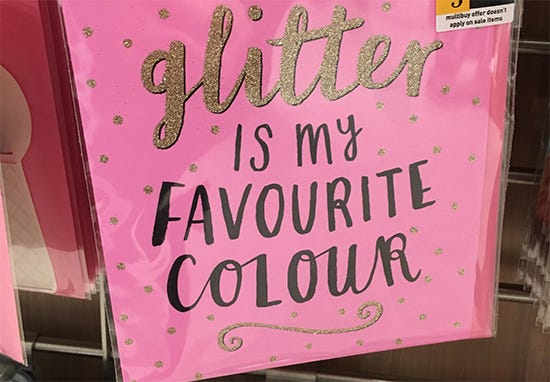 multibuy offer doesn't
apply on sale items
glitter
IS MY
FAVOURITE
COLOUR